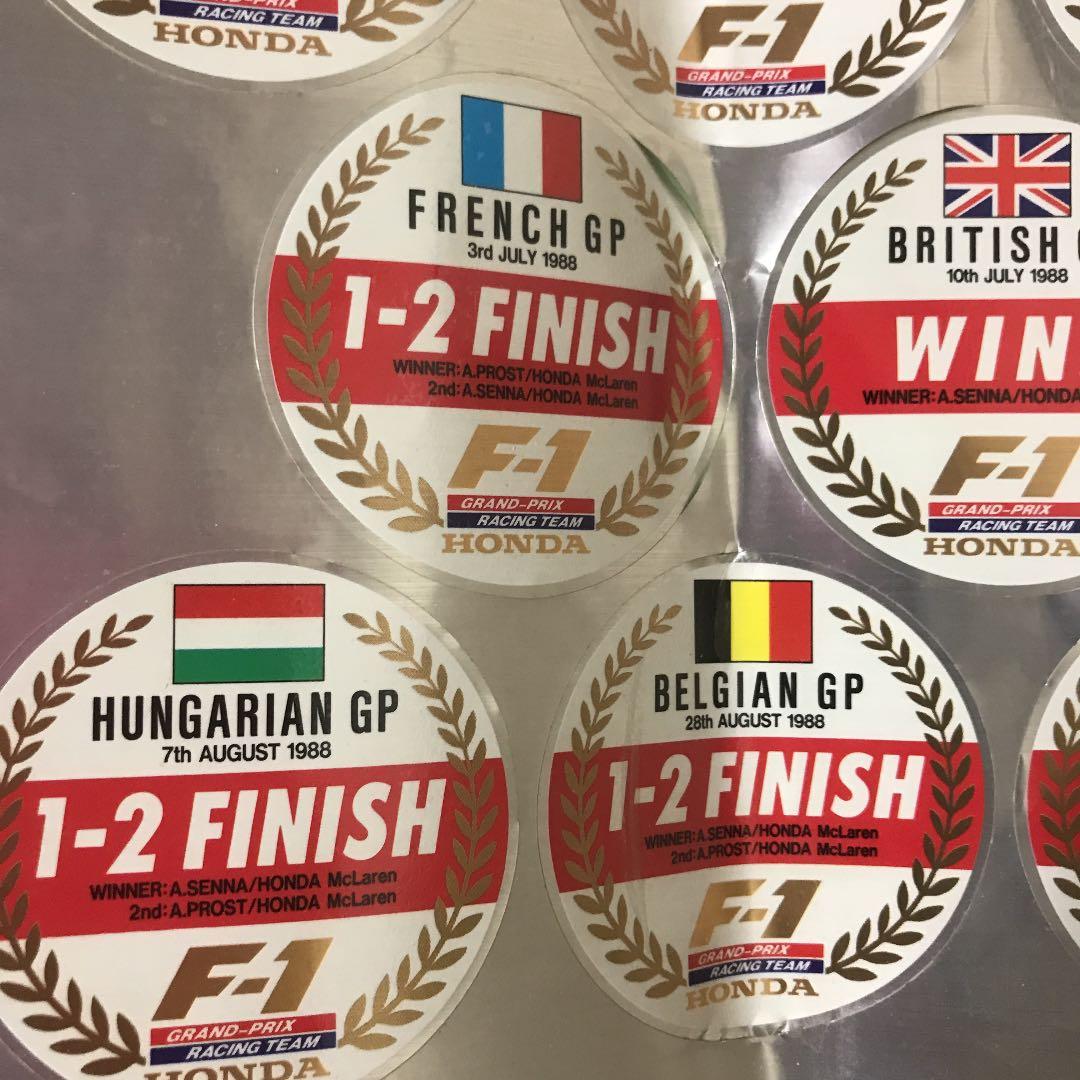 RACING TEAM
HONDA
F-1
GRAND-PRIX
RACING TEAM
HONDA
FRENCH GP
3rd JULY 1988
1-2 FINISH
WINNER:A.PROST/HONDA McLaren
2nd:A.SENNA/HONDA McLaren
F-1
GRAND-PRIX
RACING TEAM
HONDA
BRITISH
10th JULY 1988
WIN
WINNER:A.SENNA/HONDA
F-1
GRAND-PRIX
RACING TEAM
HONDA
HUNGARIAN GP
7th AUGUST 1988
1-2 FINISH
WINNER:A.SENNA/HONDA McLaren
2nd:A.PROST/HONDA McLaren
F-1
GRAND-PRIX
RACING TEAM
HONDA
BELGIAN GP
28th AUGUST 1988
1-2 FINISH
WINNER:A.SENNA/HONDA McLaren
2nd:A.PROST/HONDA McLaren
F-1
GRAND-PRIX
RACING TEAM
HONDA